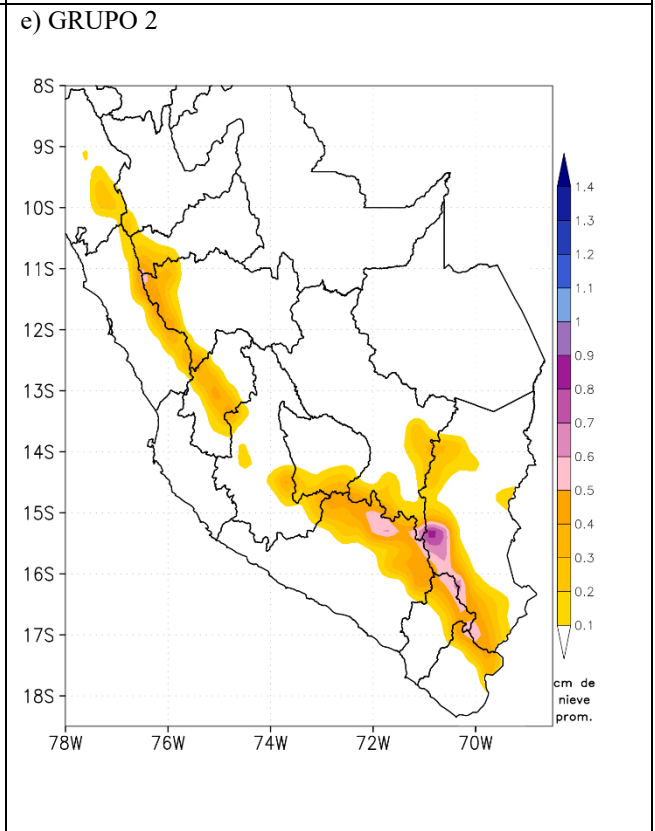 e) GRUPO 2
8S
9S
10S
11S
12S
13S
14S
15S
16S
17S
18S
78W 76W 74W 72W 70W
1.4
1.3
1.2
1.1
1
0.9
0.8
0.7
0.6
0.5
0.4
0.3
0.2
0.1
cm de
nieve
prom.